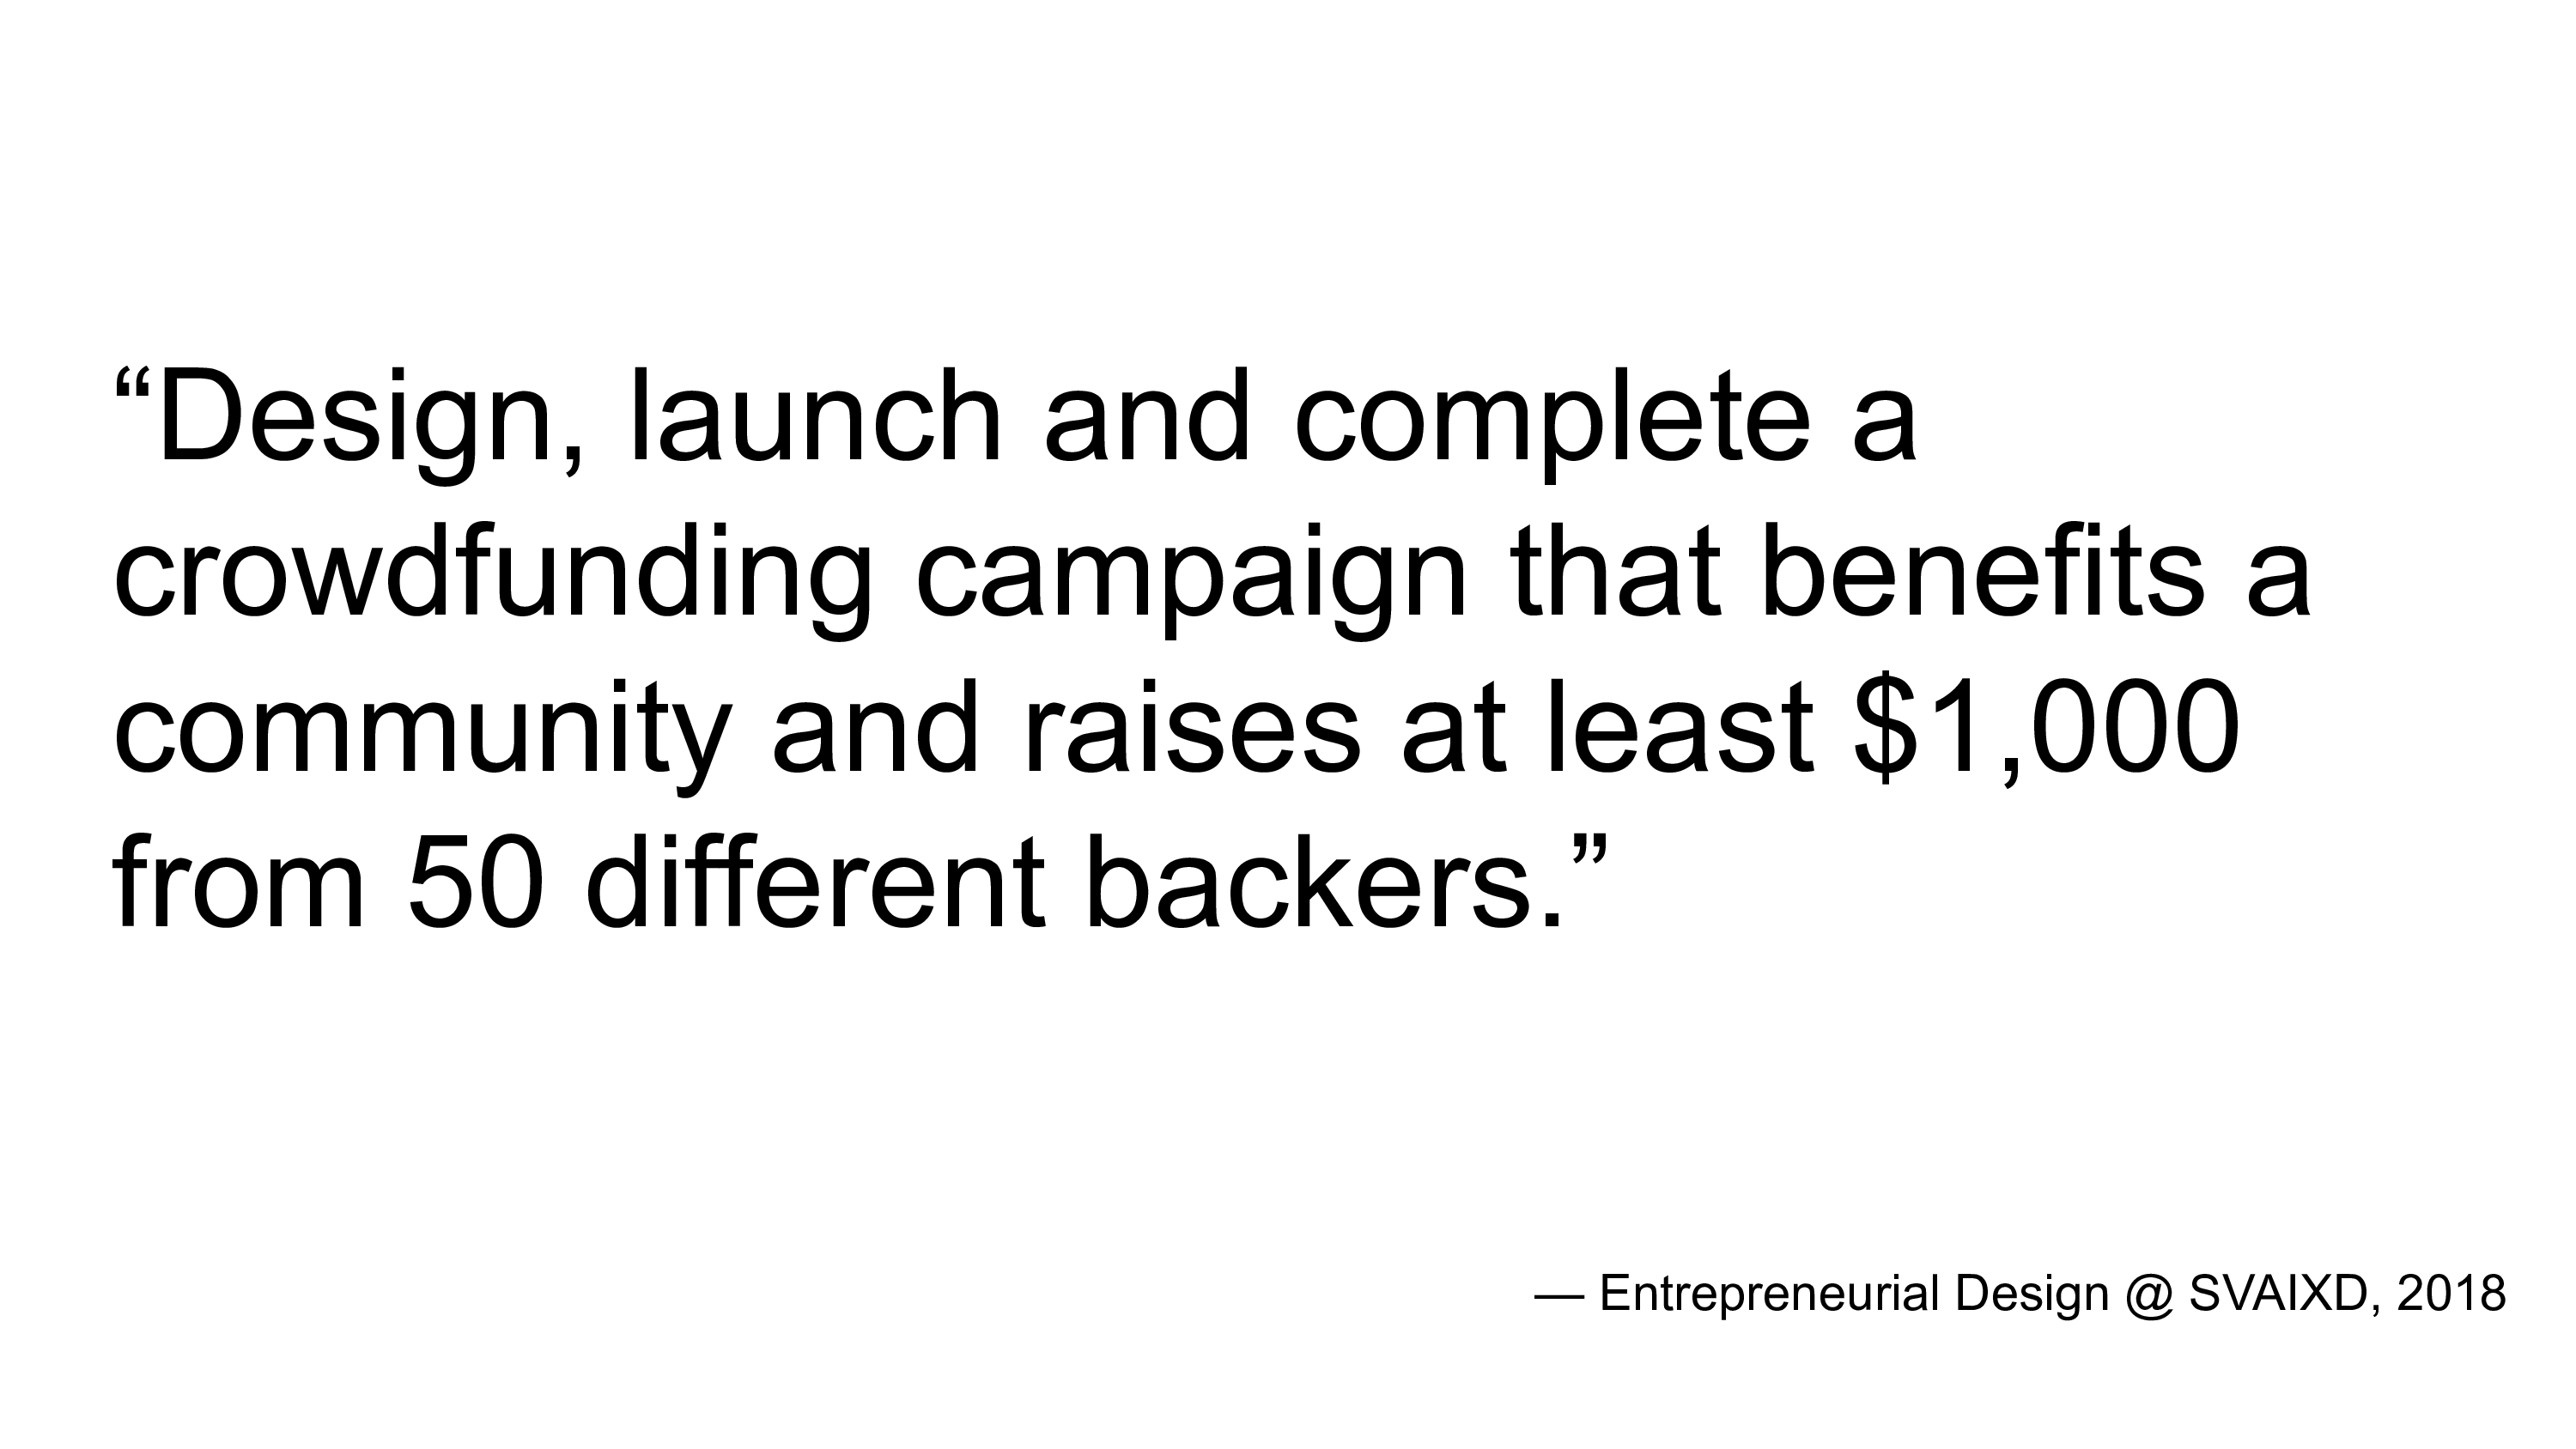 “Design, launch and complete a
crowdfunding campaign that benefits a
community and raises at least $1,000
from 50 different backers.”
— Entrepreneurial Design @ SVAIXD, 2018